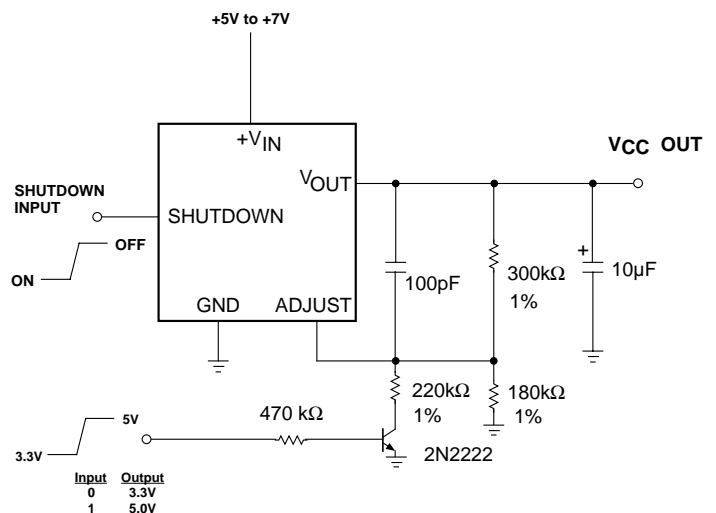 +5V to +7V
+VIN
VCC OUT
VOUT
SHUTDOWN
INPUT
SHUTDOWN
OFF
ON
100pF
300kΩ
1%
+
10µF
GND
ADJUST
220kΩ
1%
180kΩ
1%
470 kΩ
5V
3.3V
2N2222
Input Output
0 3.3V
1 5.0V